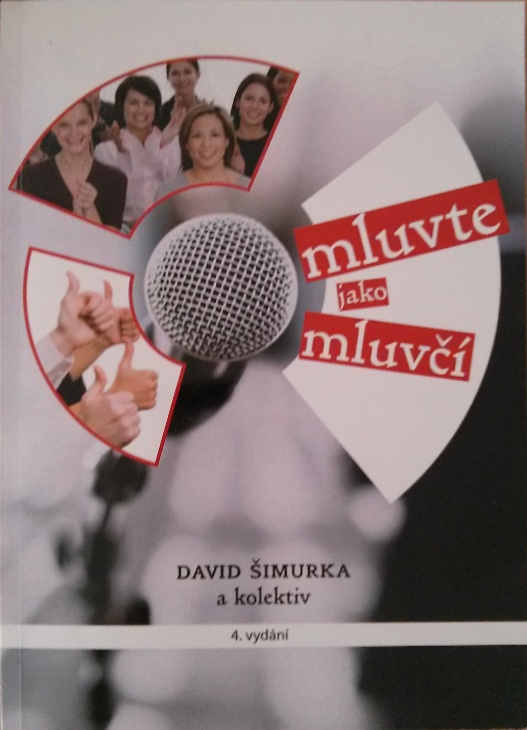 mluvte
jako
mluvčí
DAVID ŠIMURKA
a kolektiv
4. vydání